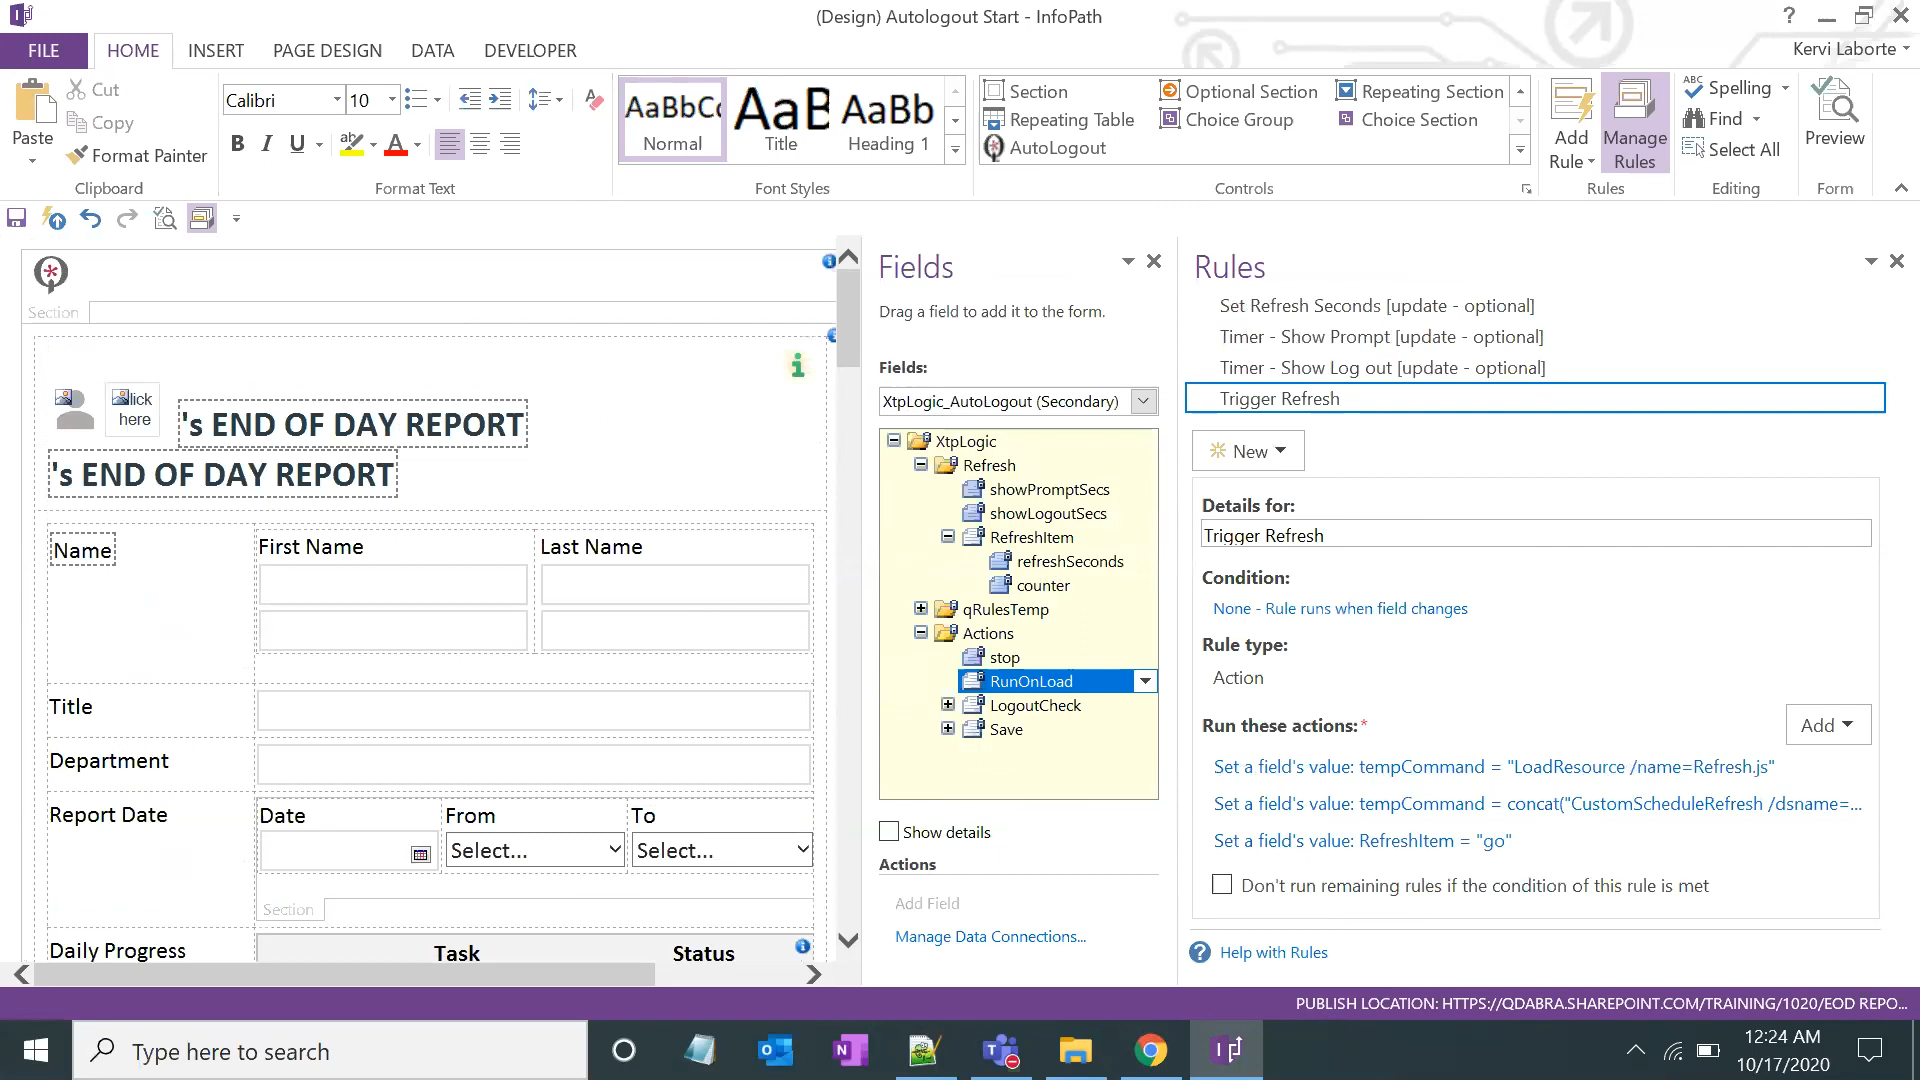 (Design) Autologout Start - InfoPath
?
FILE
HOME
INSERT
PAGE DESIGN
DATA
DEVELOPER
Kervi Laborte
Paste
Cut
Copy
Format Painter
Clipboard
Calibri
10
B I U
Format Text
AaBbCc
Normal
AaB
Title
AaBb
Heading 1
Font Styles
Section
Optional Section
Repeating Section
Repeating Table
Choice Group
Choice Section
AutoLogout
Controls
Add
Rule
Manage
Rules
Rules
ABC
Spelling
Find
Select All
Editing
Preview
Form
Section
Click
here
's END OF DAY REPORT
's END OF DAY REPORT
Name
First Name
Last Name
Title
Department
Report Date
Date
From
To
Select...
Select...
Section
Daily Progress
Task
Status
Fields
Drag a field to add it to the form.
Fields:
XtpLogic_AutoLogout (Secondary)
XtpLogic
Refresh
showPromptSecs
showLogoutSecs
RefreshItem
refreshSeconds
counter
qRulesTemp
Actions
stop
RunOnLoad
LogoutCheck
Save
Show details
Actions
Add Field
Manage Data Connections...
Rules
Set Refresh Seconds [update - optional]
Timer - Show Prompt [update - optional]
Timer - Show Log out [update - optional]
Trigger Refresh
New
Details for:
Trigger Refresh
Condition:
None - Rule runs when field changes
Rule type:
Action
Run these actions:*
Add
Set a field's value: tempCommand = "LoadResource /name=Refresh.js"
Set a field's value: tempCommand = concat("CustomScheduleRefresh /dsname=...
Set a field's value: RefreshItem = "go"
Don't run remaining rules if the condition of this rule is met
Help with Rules
PUBLISH LOCATION: HTTPS://QDABRA.SHAREPOINT.COM/TRAINING/1020/EOD REPO...
Type here to search
12:24 AM
10/17/2020